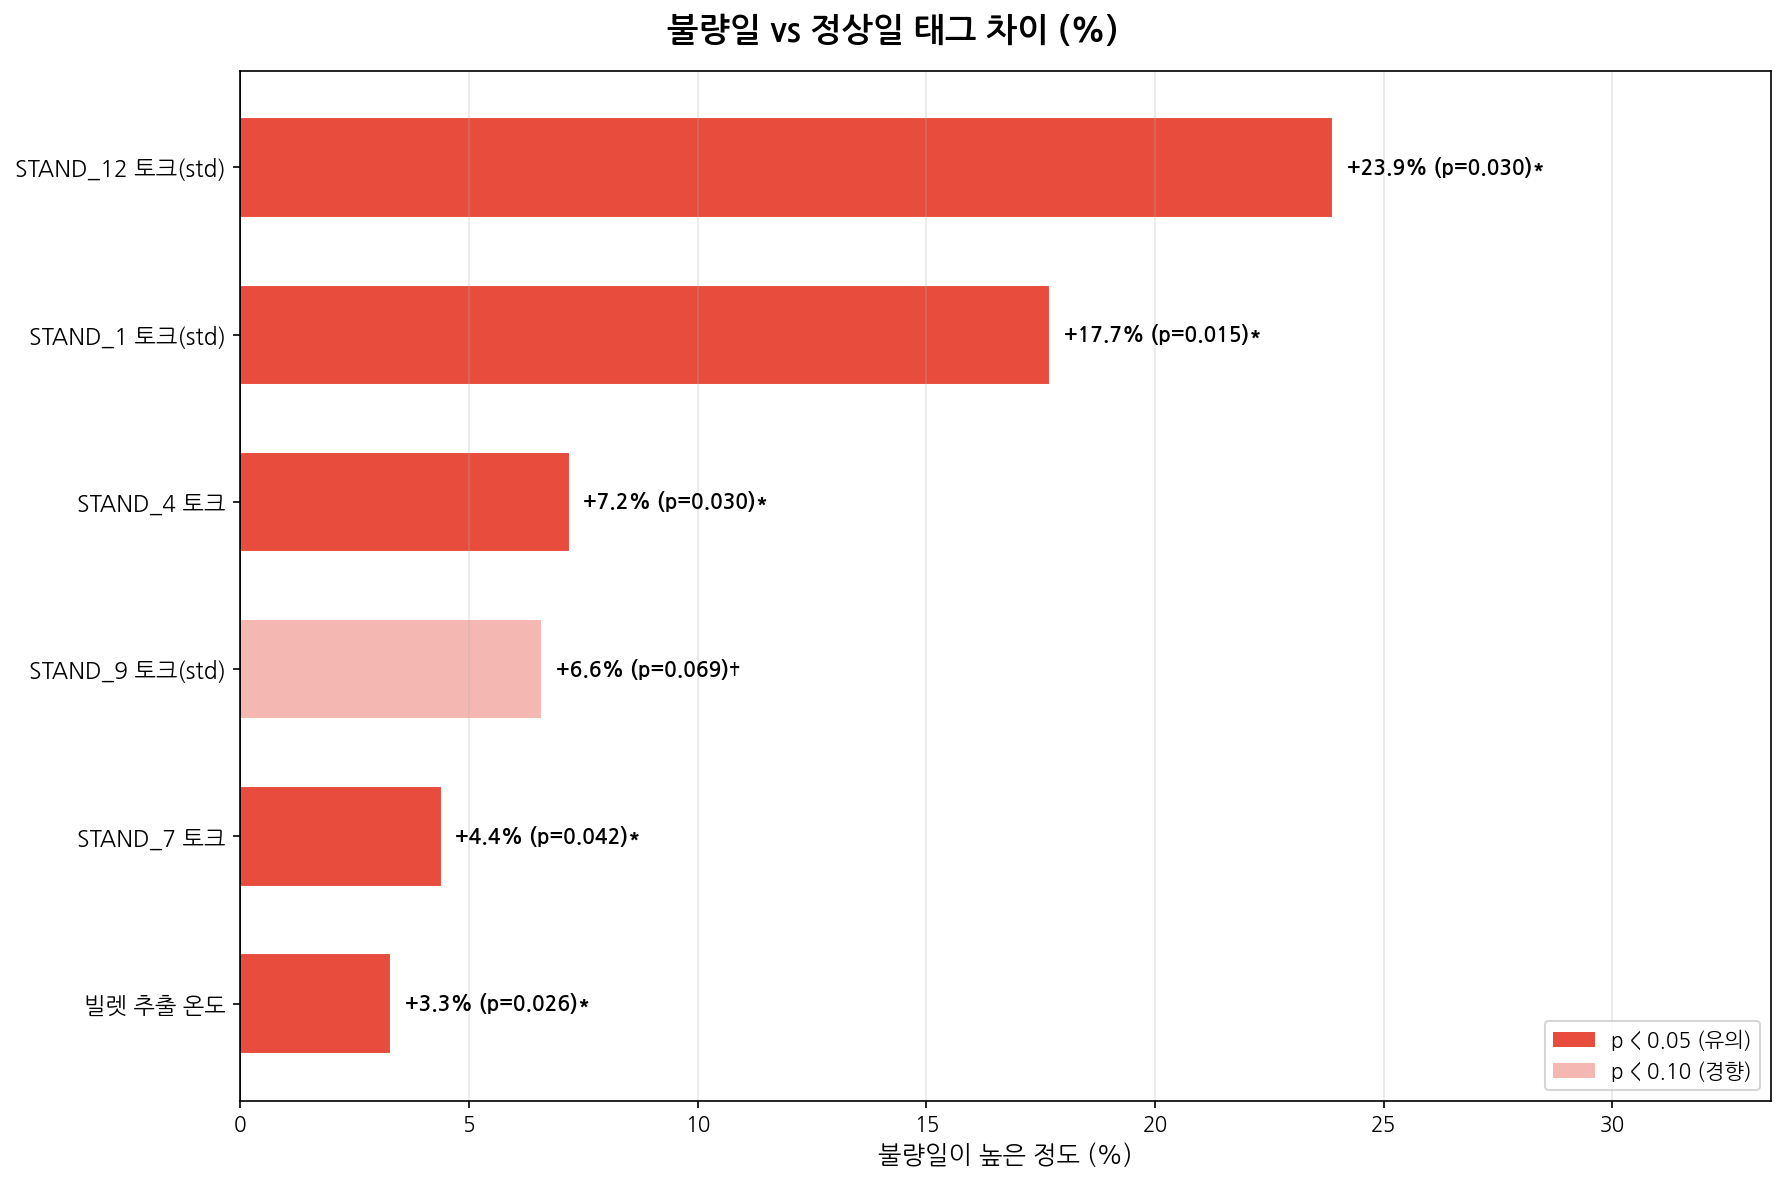 불량일 vs 정상일 태그 차이 (%)
STAND_12 토크(std)
+23.9% (p=0.030)*
STAND_1 토크(std)
+17.7% (p=0.015)*
STAND_4 토크
+7.2% (p=0.030)*
STAND_9 토크(std)
+6.6% (p=0.069)†
STAND_7 토크
+4.4% (p=0.042)*
빌렛 추출 온도
+3.3% (p=0.026)*
p < 0.05 (유의)
p < 0.10 (경향)
0 5 10 15 20 25 30
불량일이 높은 정도 (%)